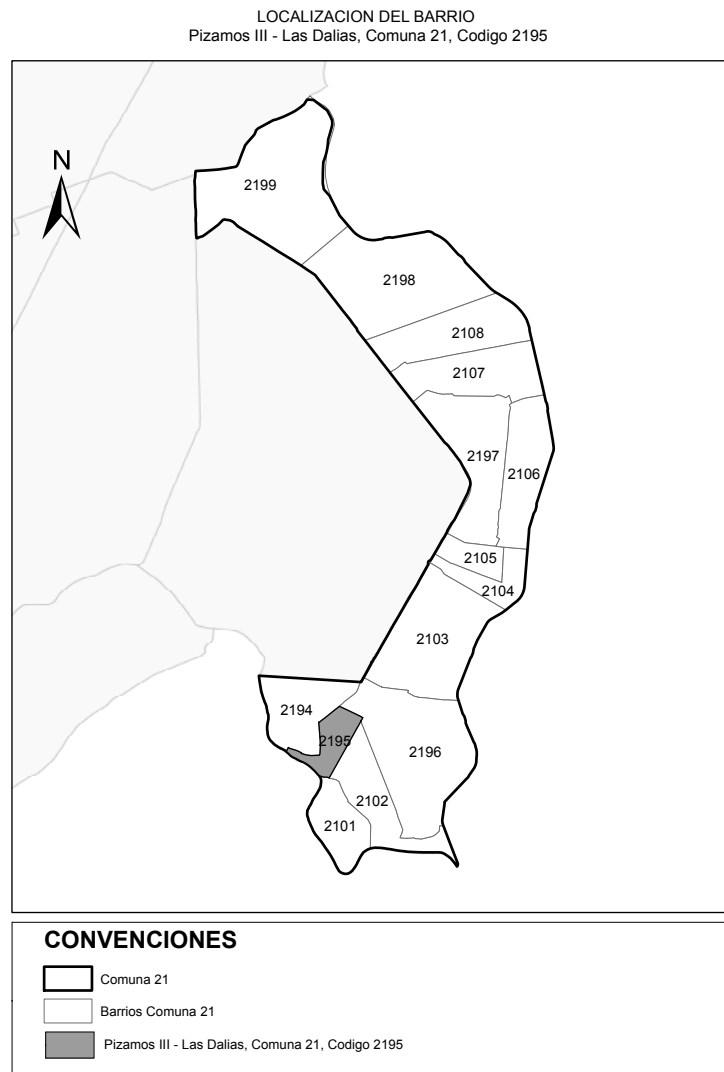 LOCALIZACION DEL BARRIO
Pizamos III - Las Dalias, Comuna 21, Codigo 2195
N
2199
2198
2108
2107
2197
2106
2105
2104
2103
2194
2195
2196
2102
2101
CONVENCIONES
Comuna 21
Barrios Comuna 21
Pizamos III - Las Dalias, Comuna 21, Codigo 2195